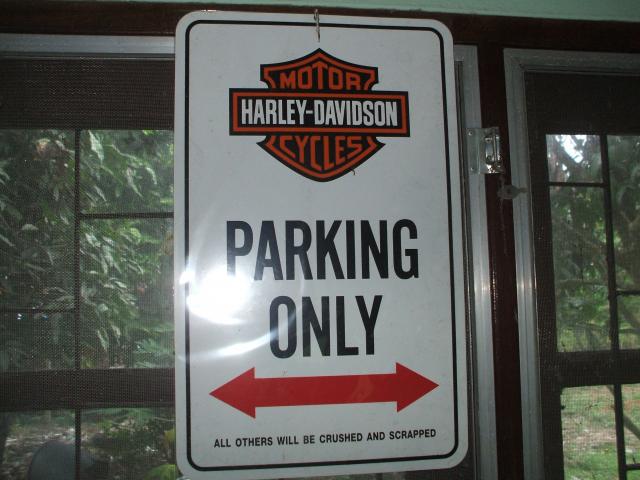 MOTOR
HARLEY-DAVIDSON
CYCLES
PARKING
ONLY
ALL OTHERS WILL BE CRUSHED AND SCRAPPED